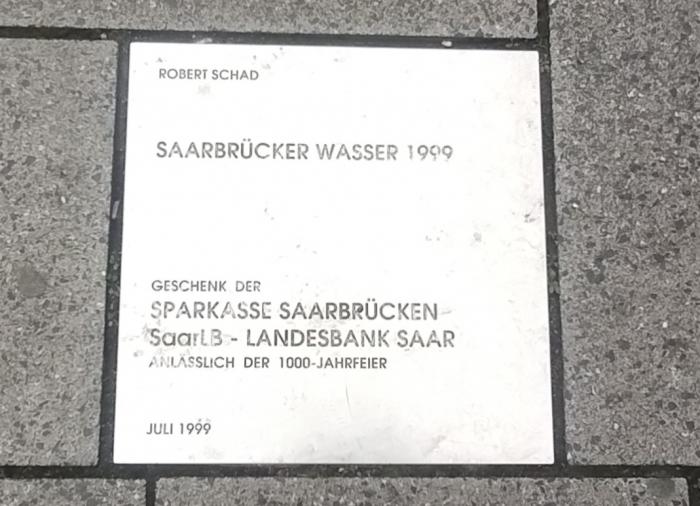 ROBERT SCHAD
SAARBRÜCKER WASSER 1999
GESCHENK DER
SPARKASSE SAARBRÜCKEN
SaarLB - LANDESBANK SAAR
ANLÄSSLICH DER 1000-JAHRFEIER
JULI 1999